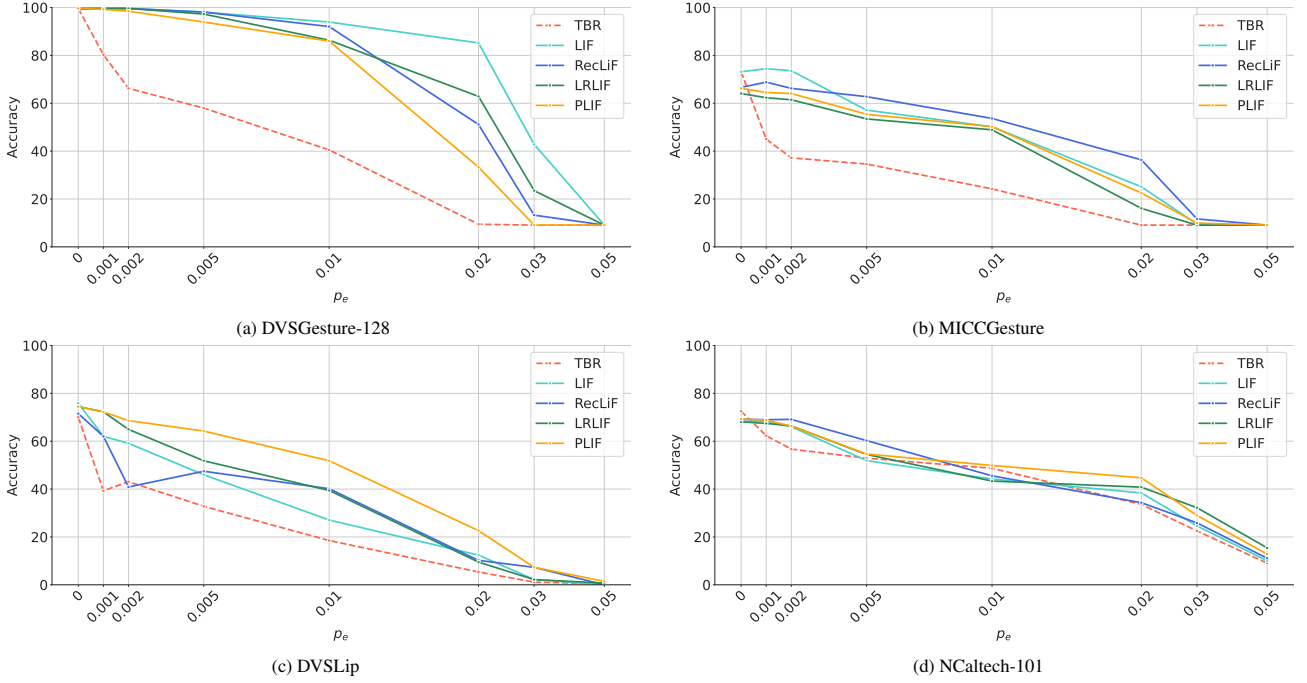 100
80
60
40
20
0
Accuracy
TBR
LIF
RecLiF
LRLIF
PLIF
0
0.001
0.002
0.005
0.01
0.02
0.03
0.05
p_e
(a) DVSGesture-128
100
80
60
40
20
0
Accuracy
TBR
LIF
RecLiF
LRLIF
PLIF
0
0.001
0.002
0.005
0.01
0.02
0.03
0.05
p_e
(b) MICCGesture
100
80
60
40
20
0
Accuracy
TBR
LIF
RecLiF
LRLIF
PLIF
0
0.001
0.002
0.005
0.01
0.02
0.03
0.05
p_e
(c) DVSLip
100
80
60
40
20
0
Accuracy
TBR
LIF
RecLiF
LRLIF
PLIF
0
0.001
0.002
0.005
0.01
0.02
0.03
0.05
p_e
(d) NCaltech-101